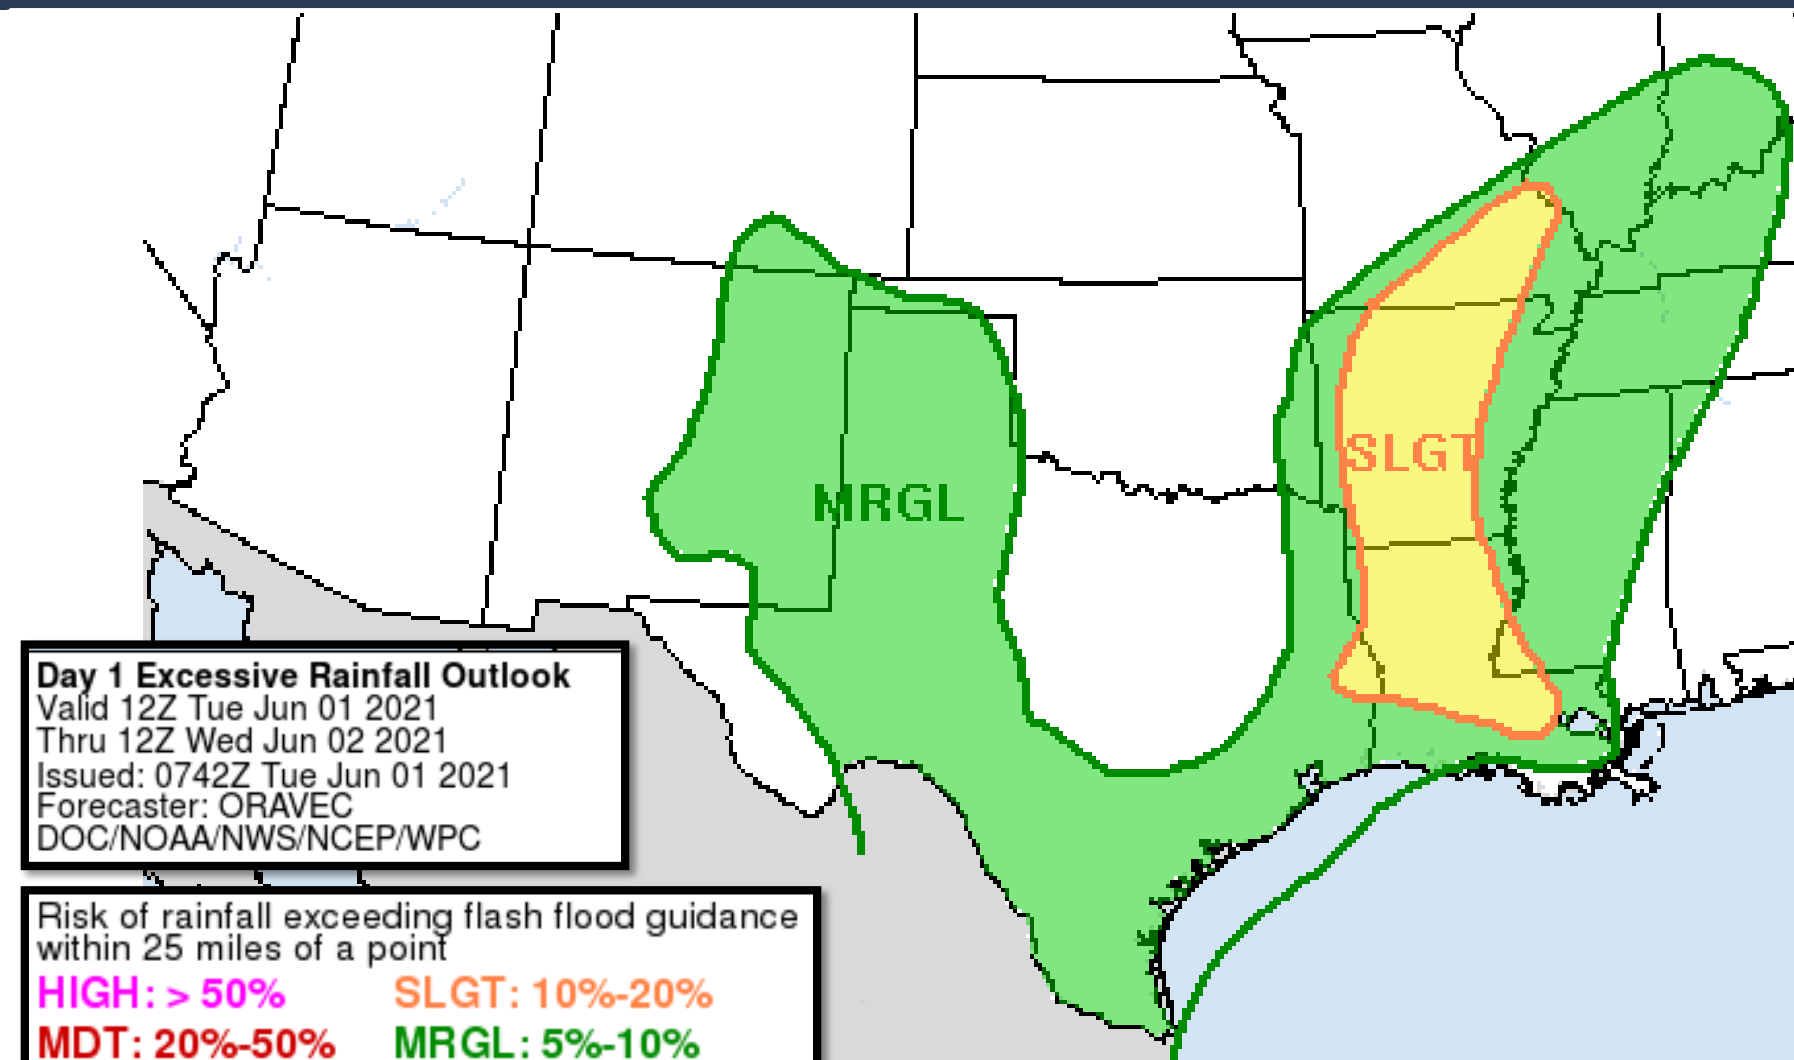 SLGT
MRGL
Day 1 Excessive Rainfall Outlook
Valid 12Z Tue Jun 01 2021
Thru 12Z Wed Jun 02 2021
Issued: 0742Z Tue Jun 01 2021
Forecaster: ORAVEC
DOC/NOAA/NWS/NCEP/WPC
Risk of rainfall exceeding flash flood guidance
within 25 miles of a point
HIGH: > 50% SLGT: 10%-20%
MDT: 20%-50% MRGL: 5%-10%